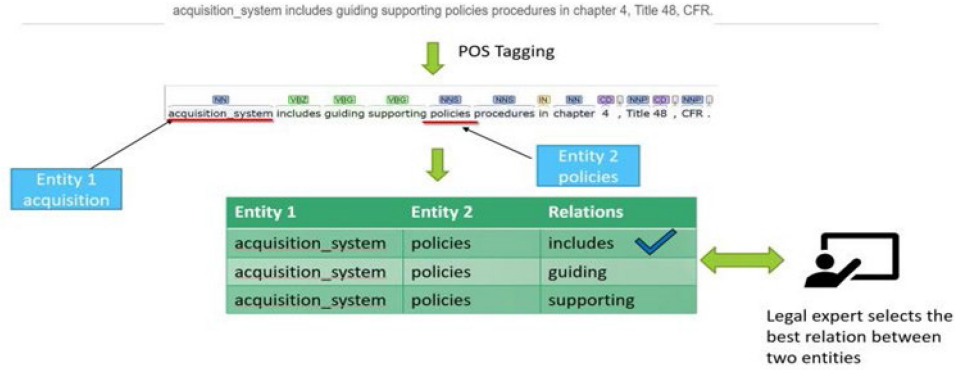 acquisition_system includes guiding supporting policies procedures in chapter 4, Title 48, CFR.
POS Tagging
NN VBZ VBG VBG NNS NNS IN NN CD , NNP CD , NNP .
acquisition_system includes guiding supporting policies procedures in chapter 4 , Title 48 , CFR .
Entity 1
acquisition
Entity 2
policies
Entity 1 Entity 2 Relations
acquisition_system policies includes
acquisition_system policies guiding
acquisition_system policies supporting
Legal expert selects the
best relation between
two entities